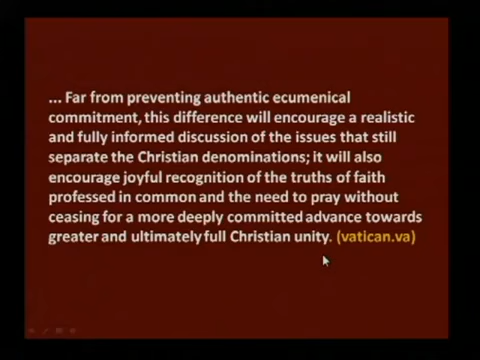 ... Far from preventing authentic ecumenical
commitment, this difference will encourage a realistic
and fully informed discussion of the issues that still
separate the Christian denominations; it will also
encourage joyful recognition of the truths of faith
professed in common and the need to pray without
ceasing for a more deeply committed advance towards
greater and ultimately full Christian unity. (vatican.va)